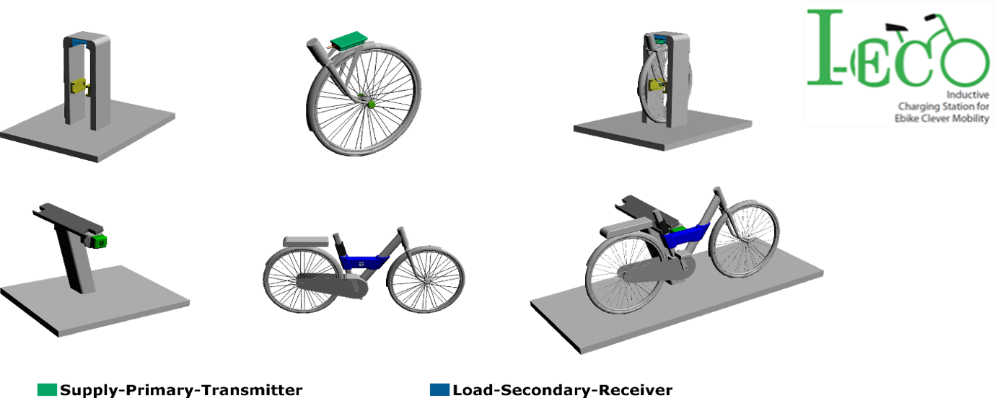 I-ECO
Inductive
Charging Station for
Ebike Clever Mobility
Supply-Primary-Transmitter
Load-Secondary-Receiver